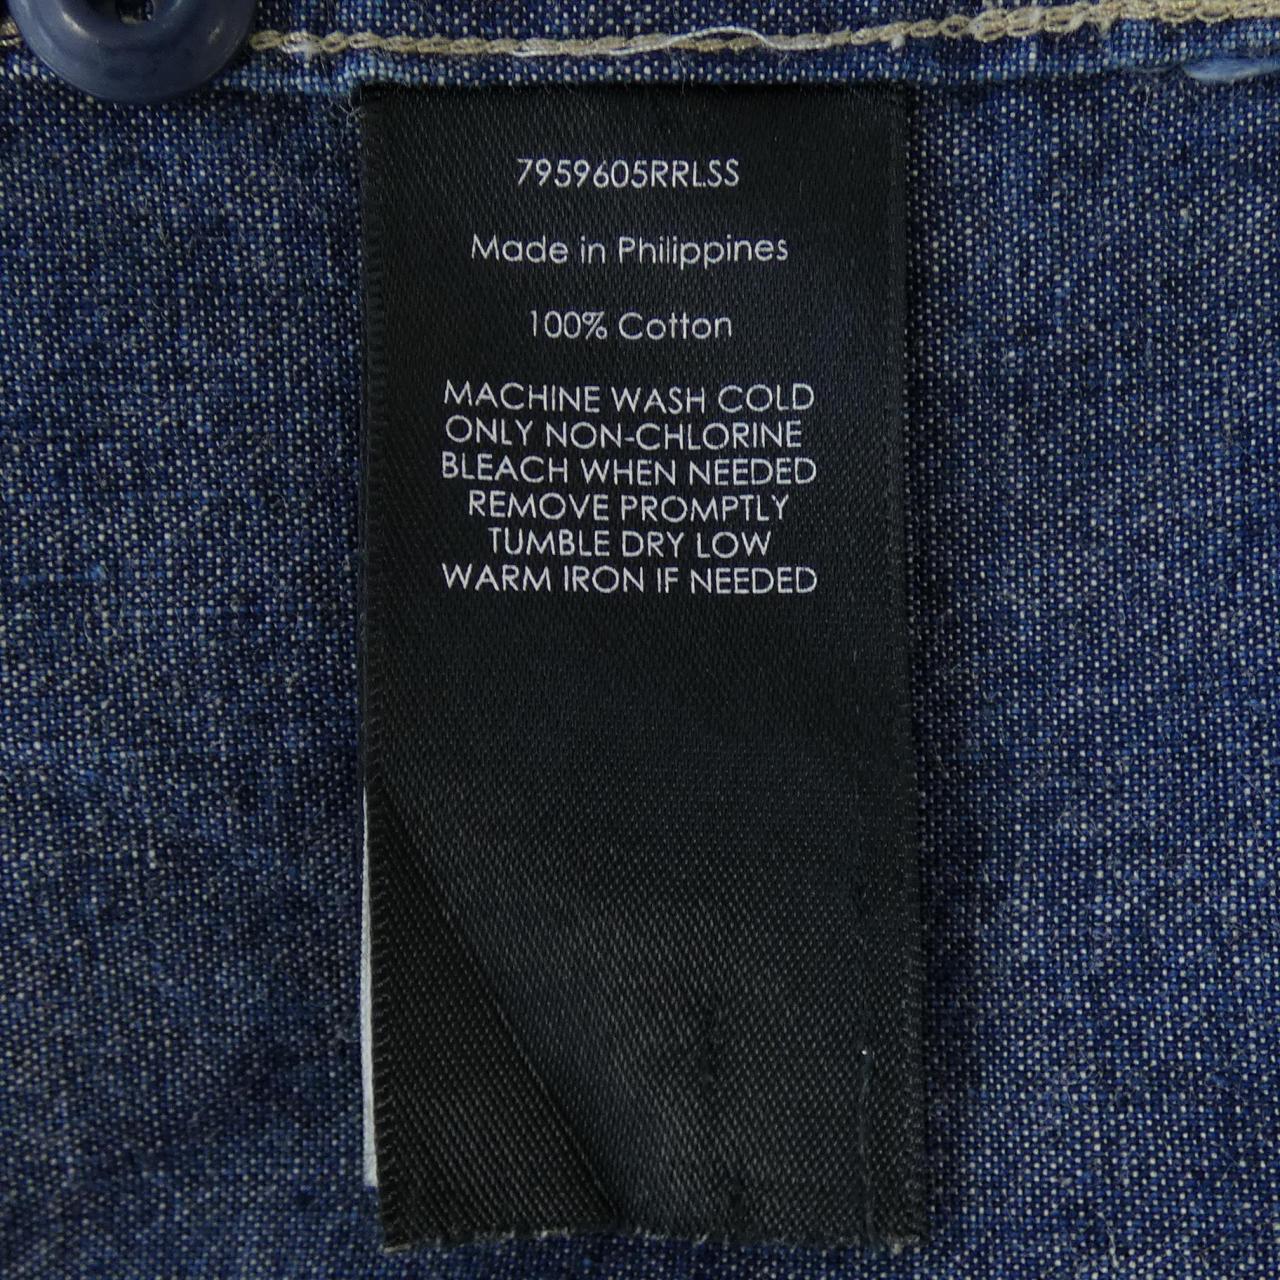 7959605RRLSS
Made in Philippines
100% Cotton
MACHINE WASH COLD
ONLY NON-CHLORINE
BLEACH WHEN NEEDED
REMOVE PROMPTLY
TUMBLE DRY LOW
WARM IRON IF NEEDED